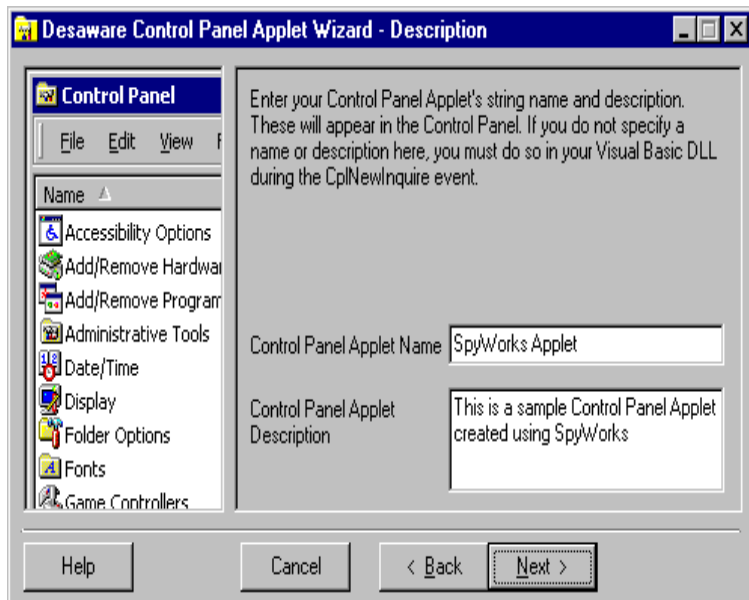 Desaware Control Panel Applet Wizard - Description
Control Panel
File Edit View
Name
Accessibility Options
Add/Remove Hardwar
Add/Remove Program
Administrative Tools
Date/Time
Display
Folder Options
Fonts
Game Controllers
Enter your Control Panel Applet's string name and description.
These will appear in the Control Panel. If you do not specify a
name or description here, you must do so in your Visual Basic DLL
during the CplNewInquire event.
Control Panel Applet Name
SpyWorks Applet
Control Panel Applet
Description
This is a sample Control Panel Applet
created using SpyWorks
Help
Cancel
< Back
Next >